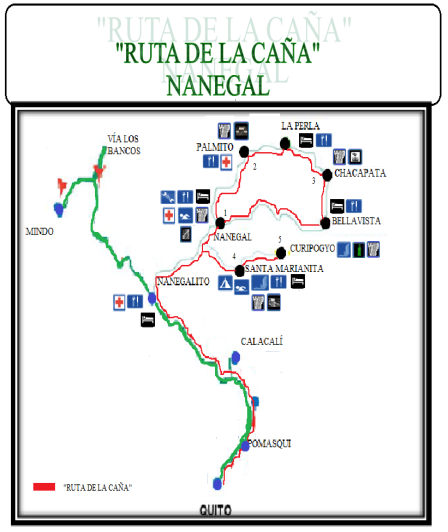 "RUTA DE LA CAÑA"
NANEGAL
VÍA LOS
BANCOS
LA PERLA
PALMITO
2
3
CHACAPATA
1
BELLAVISTA
MINDO
NANEGAL
5
CURIPOGYO
4
SANTA MARIANITA
NANEGALITO
CALACALÍ
POMASQUI
"RUTA DE LA CAÑA"
QUITO